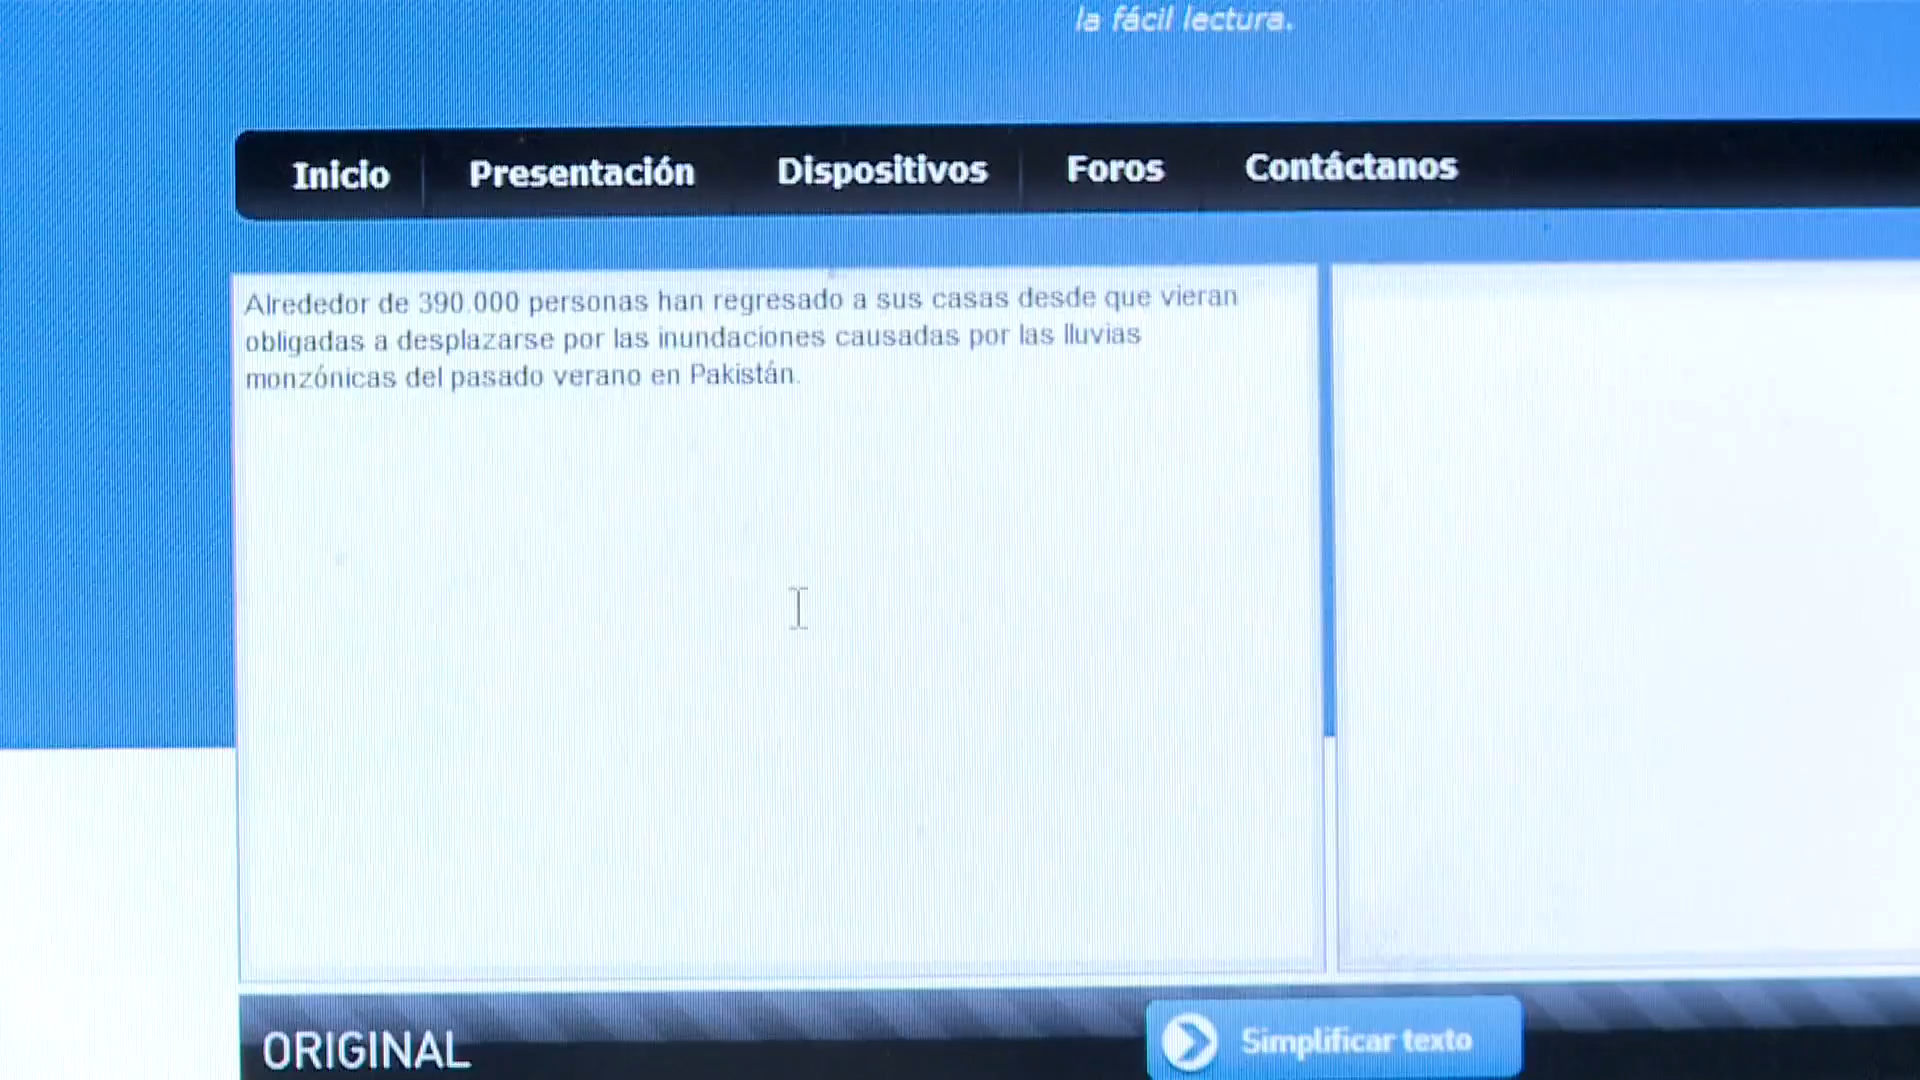 la fácil lectura.
Inicio Presentación Dispositivos Foros Contáctanos
Alrededor de 390.000 personas han regresado a sus casas desde que vieran
obligadas a desplazarse por las inundaciones causadas por las lluvias
monzónicas del pasado verano en Pakistán.
ORIGINAL
Simplificar texto